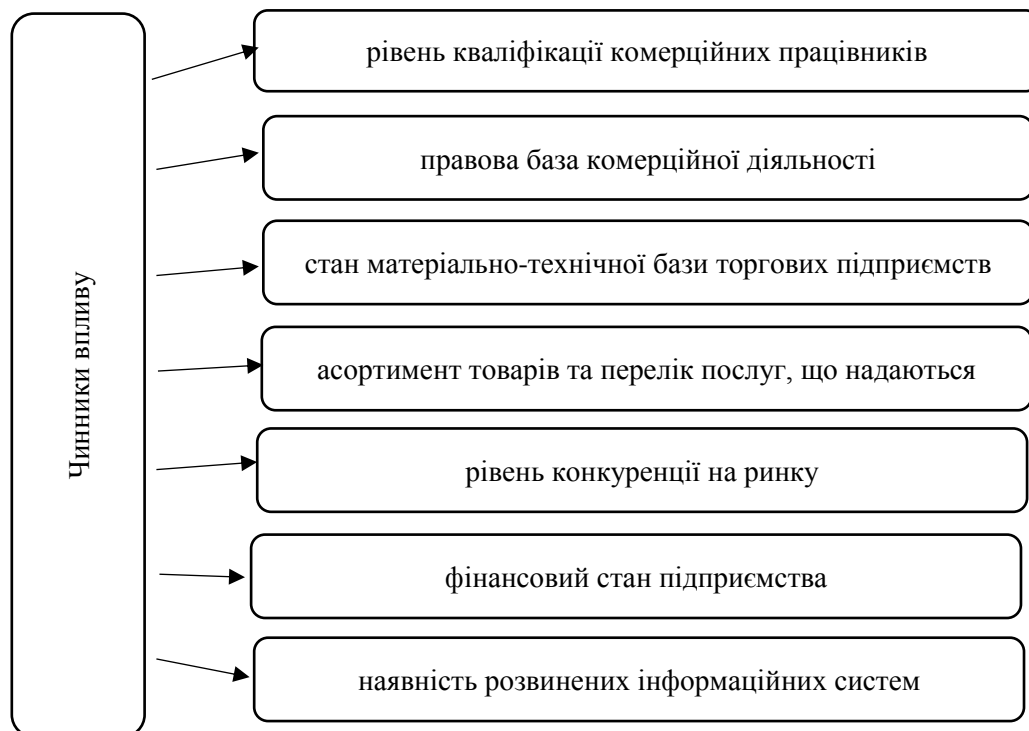 Чинники впливу
рівень кваліфікації комерційних працівників
правова база комерційної діяльності
стан матеріально-технічної бази торгових підприємств
асортимент товарів та перелік послуг, що надаються
рівень конкуренції на ринку
фінансовий стан підприємства
наявність розвинених інформаційних систем